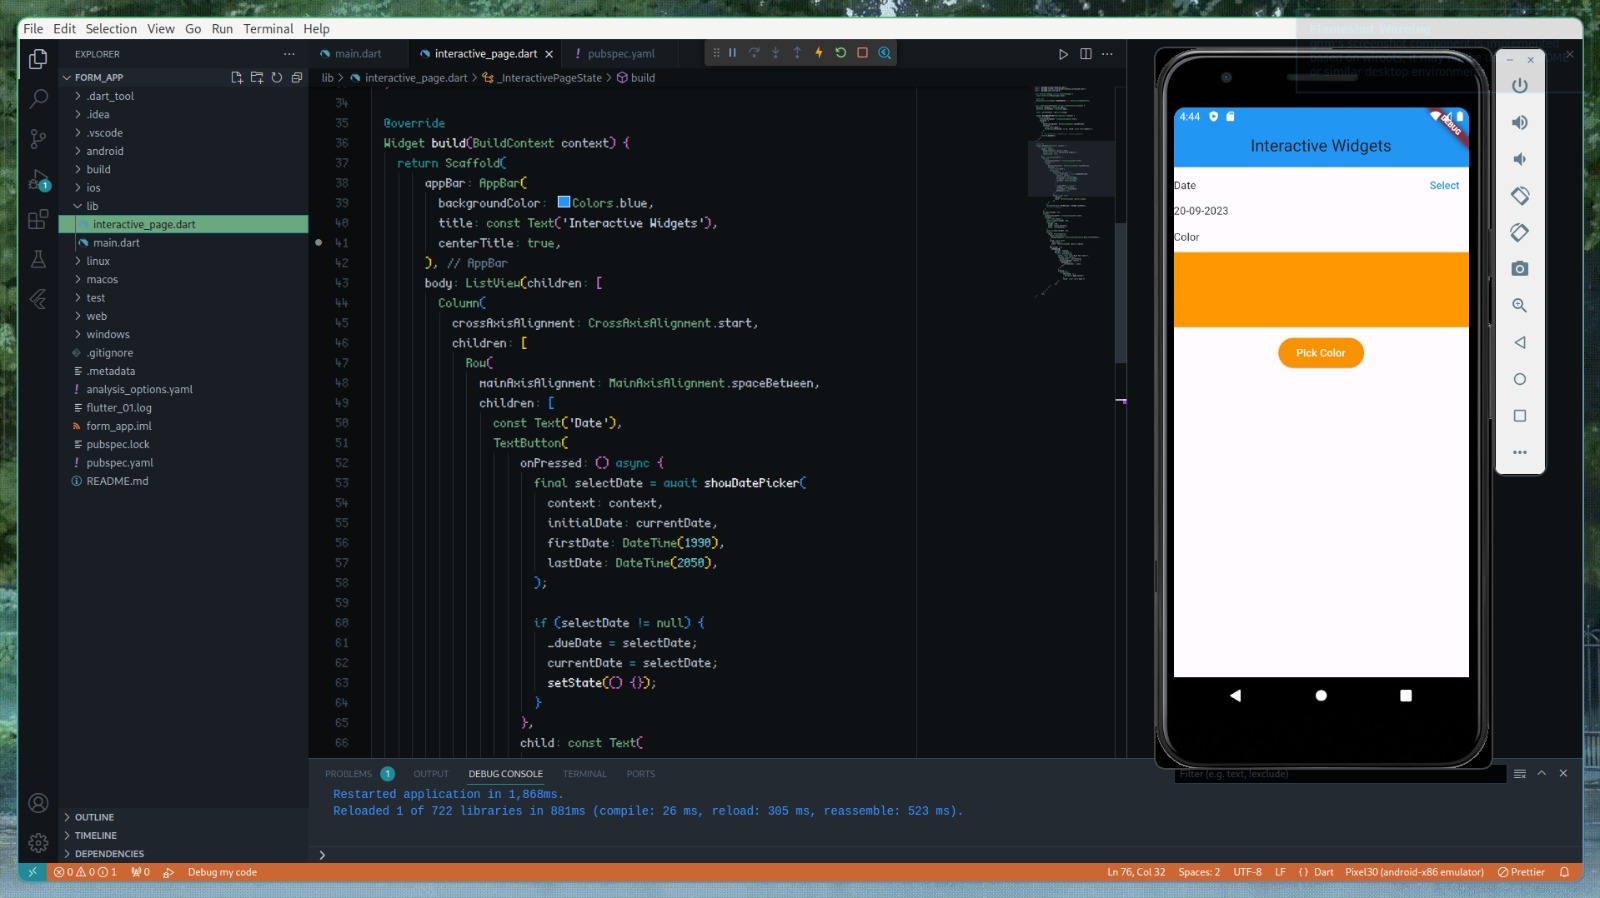 File Edit Selection View Go Run Terminal Help
EXPLORER
FORM_APP
.dart_tool
.idea
.vscode
android
build
ios
lib
interactive_page.dart
main.dart
linux
macos
test
web
windows
.gitignore
.metadata
analysis_options.yaml
flutter_01.log
form_app.iml
pubspec.lock
pubspec.yaml
README.md
OUTLINE
TIMELINE
DEPENDENCIES
main.dart interactive_page.dart pubspec.yaml
lib > interactive_page.dart > _InteractivePageState > build
34
35 @override
36 Widget build(BuildContext context) {
37 return Scaffold(
38 appBar: AppBar(
39 backgroundColor: Colors.blue,
40 title: const Text('Interactive Widgets'),
41 centerTitle: true,
42 ), // AppBar
43 body: ListView(children: [
44 Column(
45 crossAxisAlignment: CrossAxisAlignment.start,
46 children: [
47 Row(
48 mainAxisAlignment: MainAxisAlignment.spaceBetween,
49 children: [
50 const Text('Date'),
51 TextButton(
52 onPressed: () async {
53 final selectDate = await showDatePicker(
54 context: context,
55 initialDate: currentDate,
56 firstDate: DateTime(1990),
57 lastDate: DateTime(2050),
58 );
59
60 if (selectDate != null) {
61 _dueDate = selectDate;
62 currentDate = selectDate;
63 setState(() {});
64 }
65 },
66 child: const Text(
PROBLEMS 1 OUTPUT DEBUG CONSOLE TERMINAL PORTS
Filter (e.g. text, !exclude)
Restarted application in 1,868ms.
Reloaded 1 of 722 libraries in 881ms (compile: 26 ms, reload: 305 ms, reassemble: 523 ms).
>
0 0 1 0 Debug my code Ln 76, Col 32 Spaces: 2 UTF-8 LF {} Dart Pixel30 (android-x86 emulator) Prettier
1
4:44
DEBUG
Interactive Widgets
Date Select
20-09-2023
Color
Pick Color
or similar desktop environment